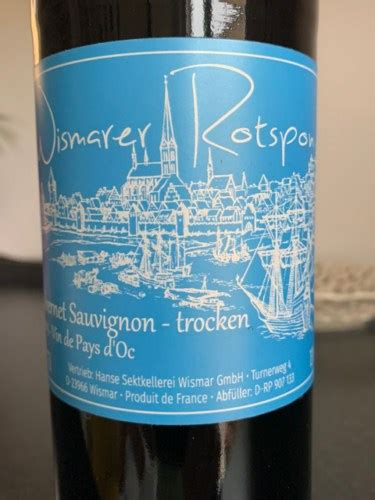 Wismarer Rotspon
ernet Sauvignon - trocken
Vin de Pays d'Oc
Vertrieb: Hanse Sektkellerei Wismar GmbH · Turnerweg 4
D 23966 Wismar · Produit de France · Abfüller: D-RP 907 133